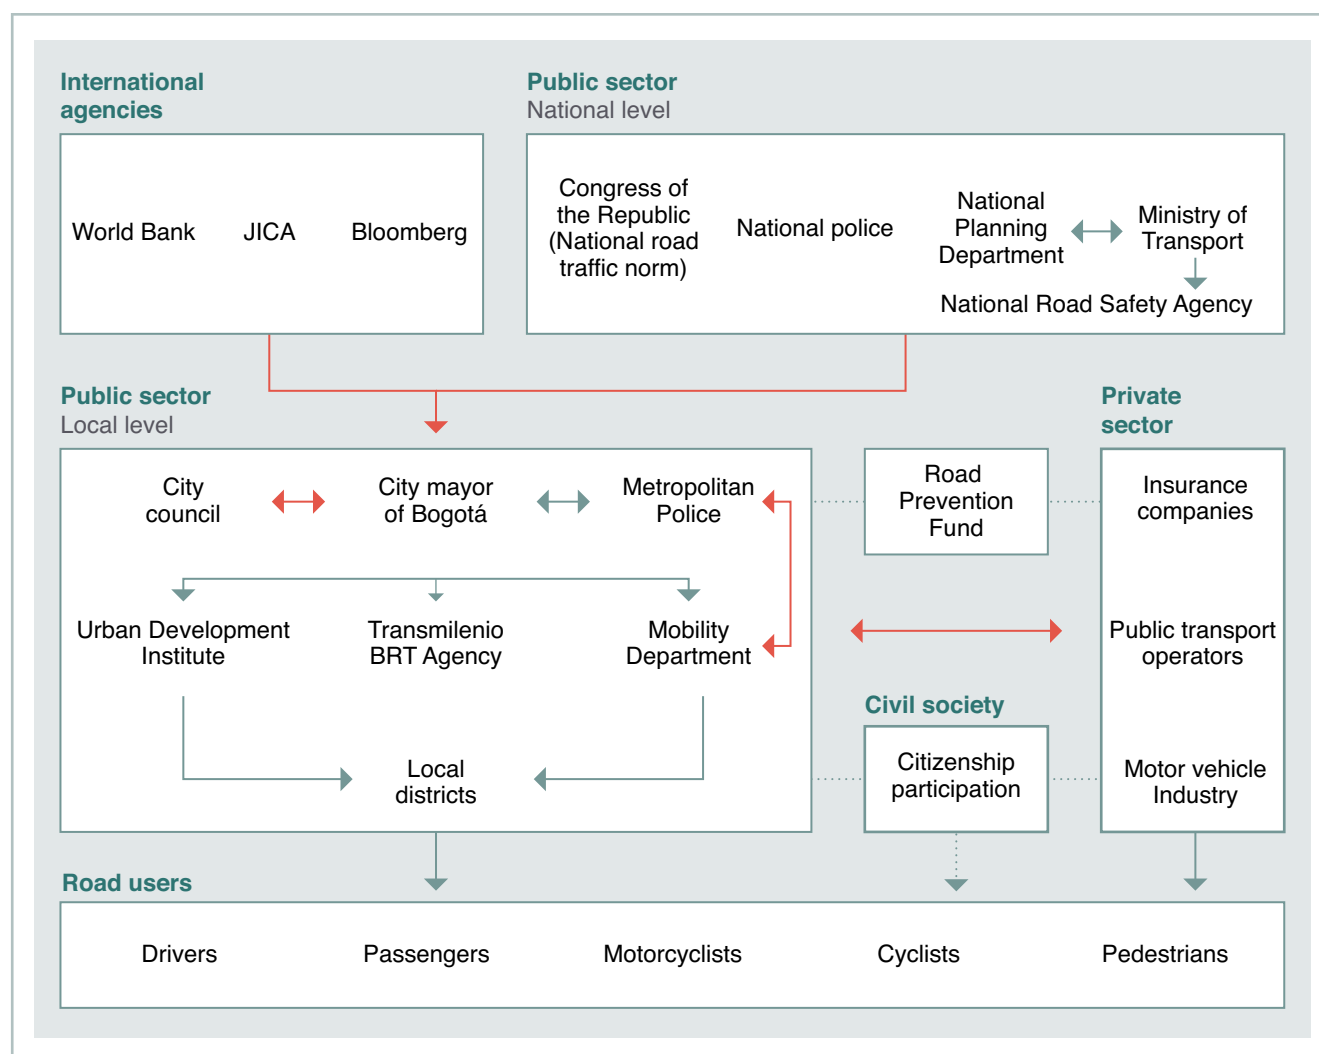 International
agencies
World Bank
JICA
Bloomberg
Public sector
National level
Congress of
the Republic
(National road
traffic norm)
National police
National
Planning
Department
Ministry of
Transport
National Road Safety Agency
Public sector
Local level
City
council
City mayor
of Bogotá
Metropolitan
Police
Urban Development
Institute
Transmilenio
BRT Agency
Mobility
Department
Local
districts
Road
Prevention
Fund
Civil society
Citizenship
participation
Private
sector
Insurance
companies
Public transport
operators
Motor vehicle
Industry
Road users
Drivers
Passengers
Motorcyclists
Cyclists
Pedestrians